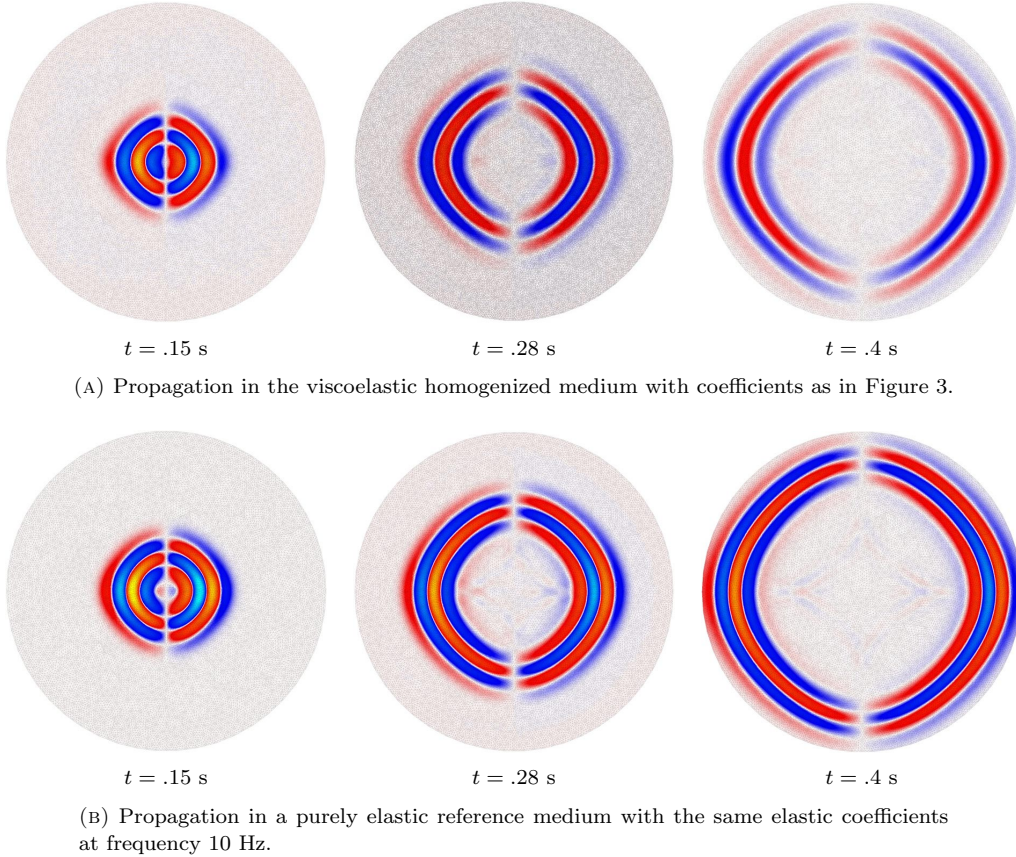 t = .15 s
t = .28 s
t = .4 s
(A) Propagation in the viscoelastic homogenized medium with coefficients as in Figure 3.
t = .15 s
t = .28 s
t = .4 s
(B) Propagation in a purely elastic reference medium with the same elastic coefficients
at frequency 10 Hz.